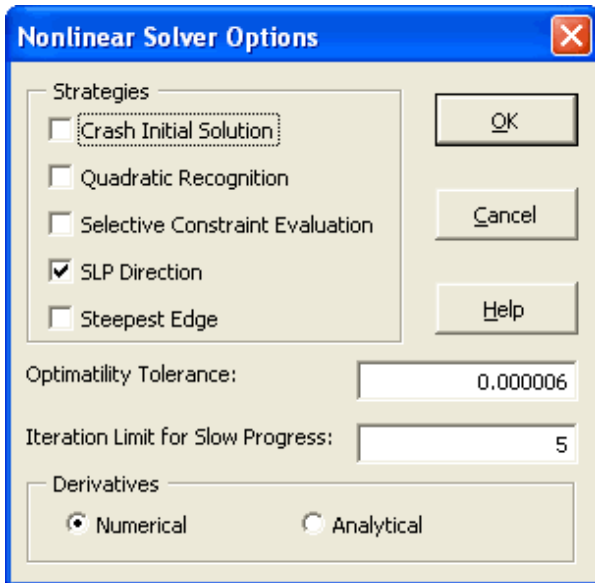 Nonlinear Solver Options
Strategies
Crash Initial Solution
Quadratic Recognition
Selective Constraint Evaluation
SLP Direction
Steepest Edge
OK
Cancel
Help
Optimatility Tolerance: 0.000006
Iteration Limit for Slow Progress: 5
Derivatives
Numerical Analytical